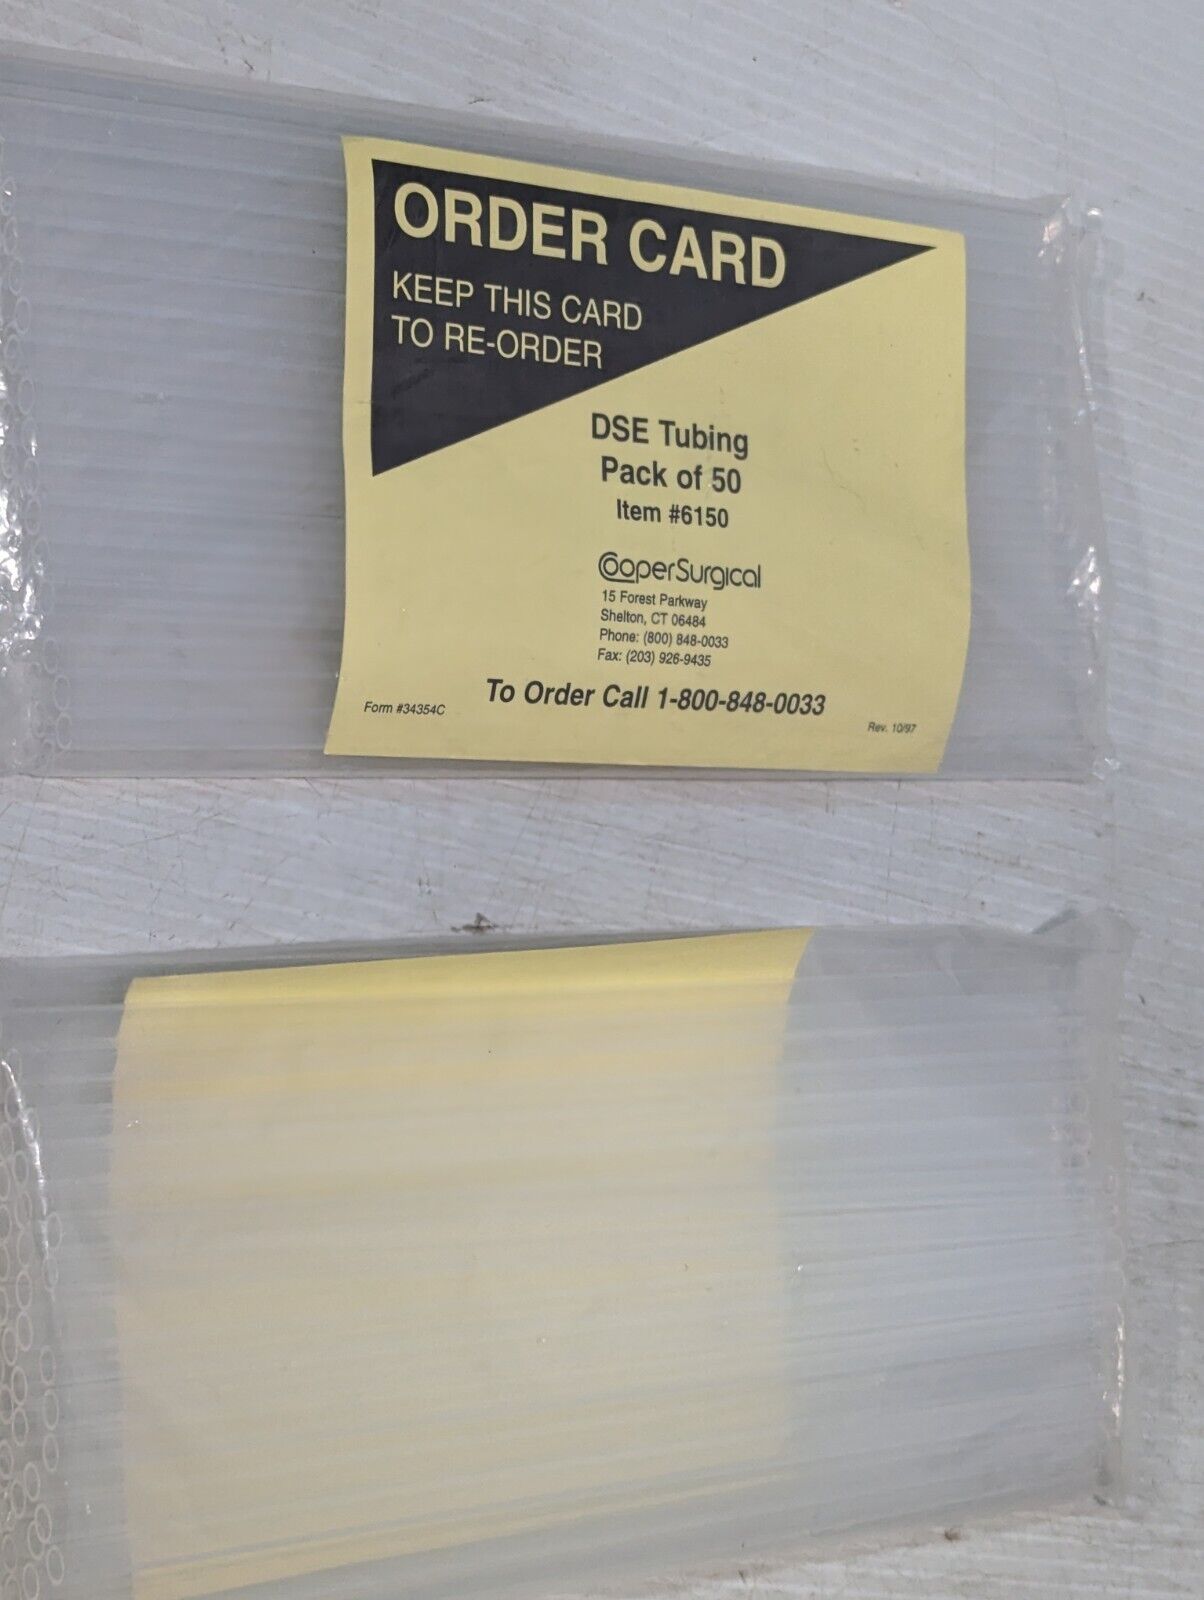 ORDER CARD
KEEP THIS CARD
TO RE-ORDER
DSE Tubing
Pack of 50
Item #6150
CooperSurgical
15 Forest Parkway
Shelton, CT 06484
Phone: (800) 848-0033
Fax: (203) 926-9435
To Order Call 1-800-848-0033
Form #34354C
Rev. 10/97